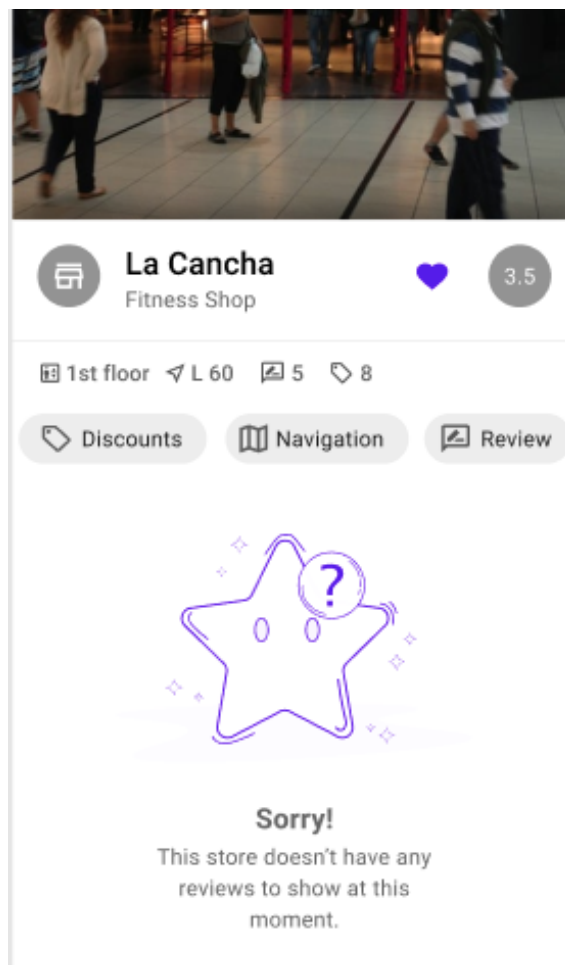 La Cancha
3.5
Fitness Shop
1st floor L 60 5 8
Discounts Navigation Review
?
Sorry!
This store doesn't have any
reviews to show at this
moment.